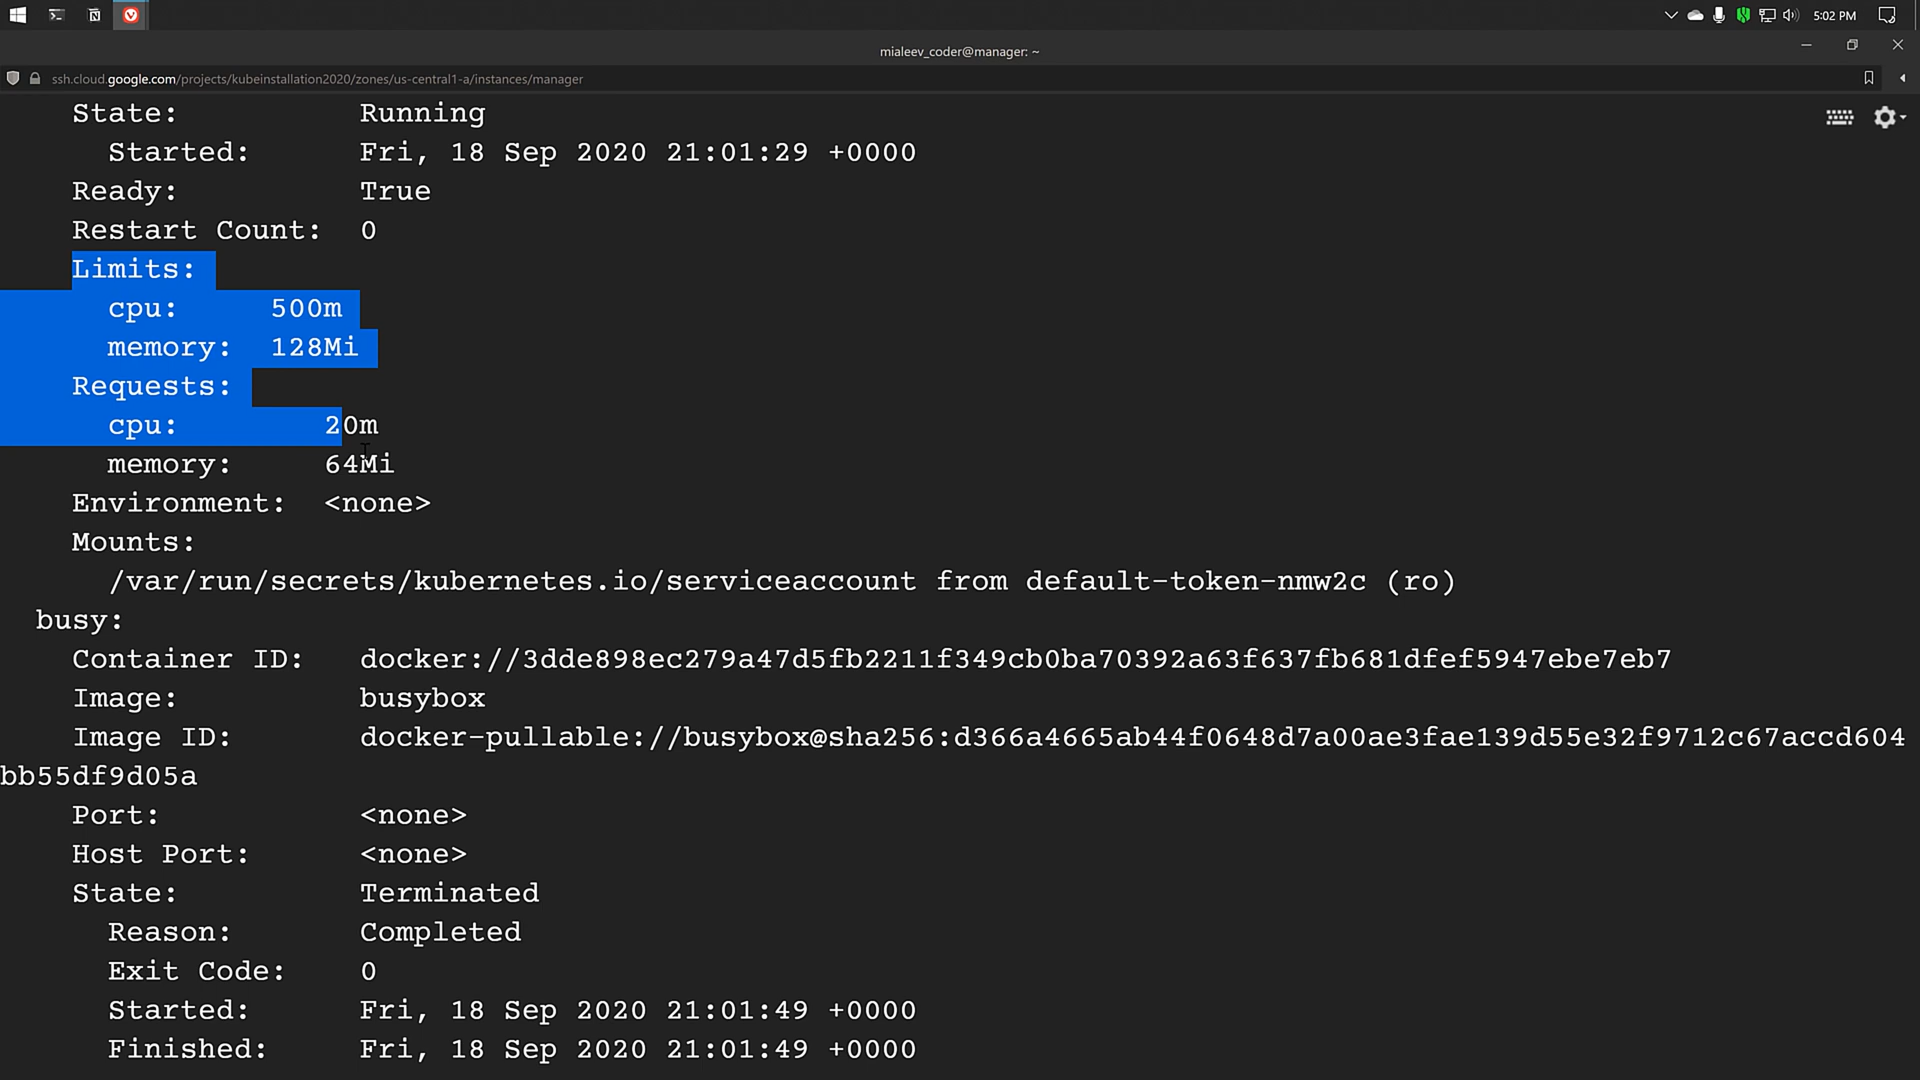 5:02 PM
mialeev_coder@manager: ~
ssh.cloud.google.com/projects/kubeinstallation2020/zones/us-central1-a/instances/manager
State: Running
Started: Fri, 18 Sep 2020 21:01:29 +0000
Ready: True
Restart Count: 0
Limits:
cpu: 500m
memory: 128Mi
Requests:
cpu: 20m
memory: 64Mi
Environment: <none>
Mounts:
/var/run/secrets/kubernetes.io/serviceaccount from default-token-nmw2c (ro)
busy:
Container ID: docker://3dde898ec279a47d5fb2211f349cb0ba70392a63f637fb681dfef5947ebe7eb7
Image: busybox
Image ID: docker-pullable://busybox@sha256:d366a4665ab44f0648d7a00ae3fae139d55e32f9712c67accd604
bb55df9d05a
Port: <none>
Host Port: <none>
State: Terminated
Reason: Completed
Exit Code: 0
Started: Fri, 18 Sep 2020 21:01:49 +0000
Finished: Fri, 18 Sep 2020 21:01:49 +0000